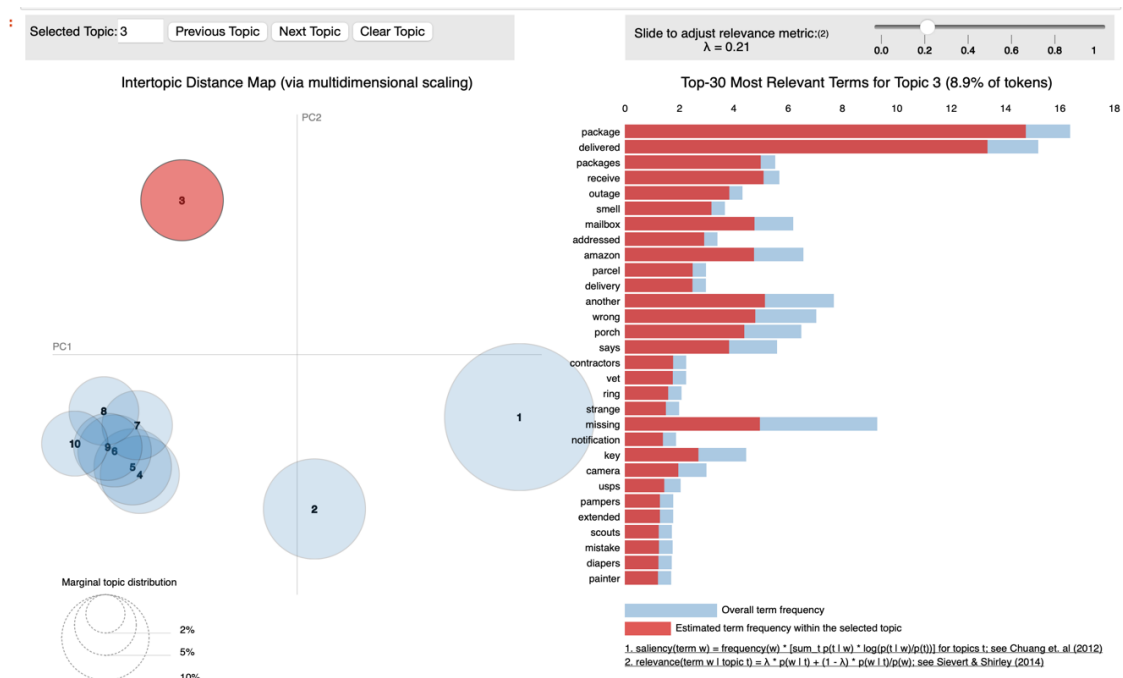 Selected Topic: 3 Previous Topic Next Topic Clear Topic
Slide to adjust relevance metric:(2)
λ = 0.21
0.0 0.2 0.4 0.6 0.8 1
Intertopic Distance Map (via multidimensional scaling)
PC2
PC1
3
1
2
8
7
10
9
6
5
4
Marginal topic distribution
2%
5%
10%
Top-30 Most Relevant Terms for Topic 3 (8.9% of tokens)
0 2 4 6 8 10 12 14 16 18
package
delivered
packages
receive
outage
smell
mailbox
addressed
amazon
parcel
delivery
another
wrong
porch
says
contractors
vet
ring
strange
missing
notification
key
camera
usps
pampers
extended
scouts
mistake
diapers
painter
Overall term frequency
Estimated term frequency within the selected topic
1. saliency(term w) = frequency(w) * [sum_t p(t | w) * log(p(t | w)/p(t))] for topics t; see Chuang et. al (2012)
2. relevance(term w | topic t) = λ * p(w | t) + (1 - λ) * p(w | t)/p(w); see Sievert & Shirley (2014)